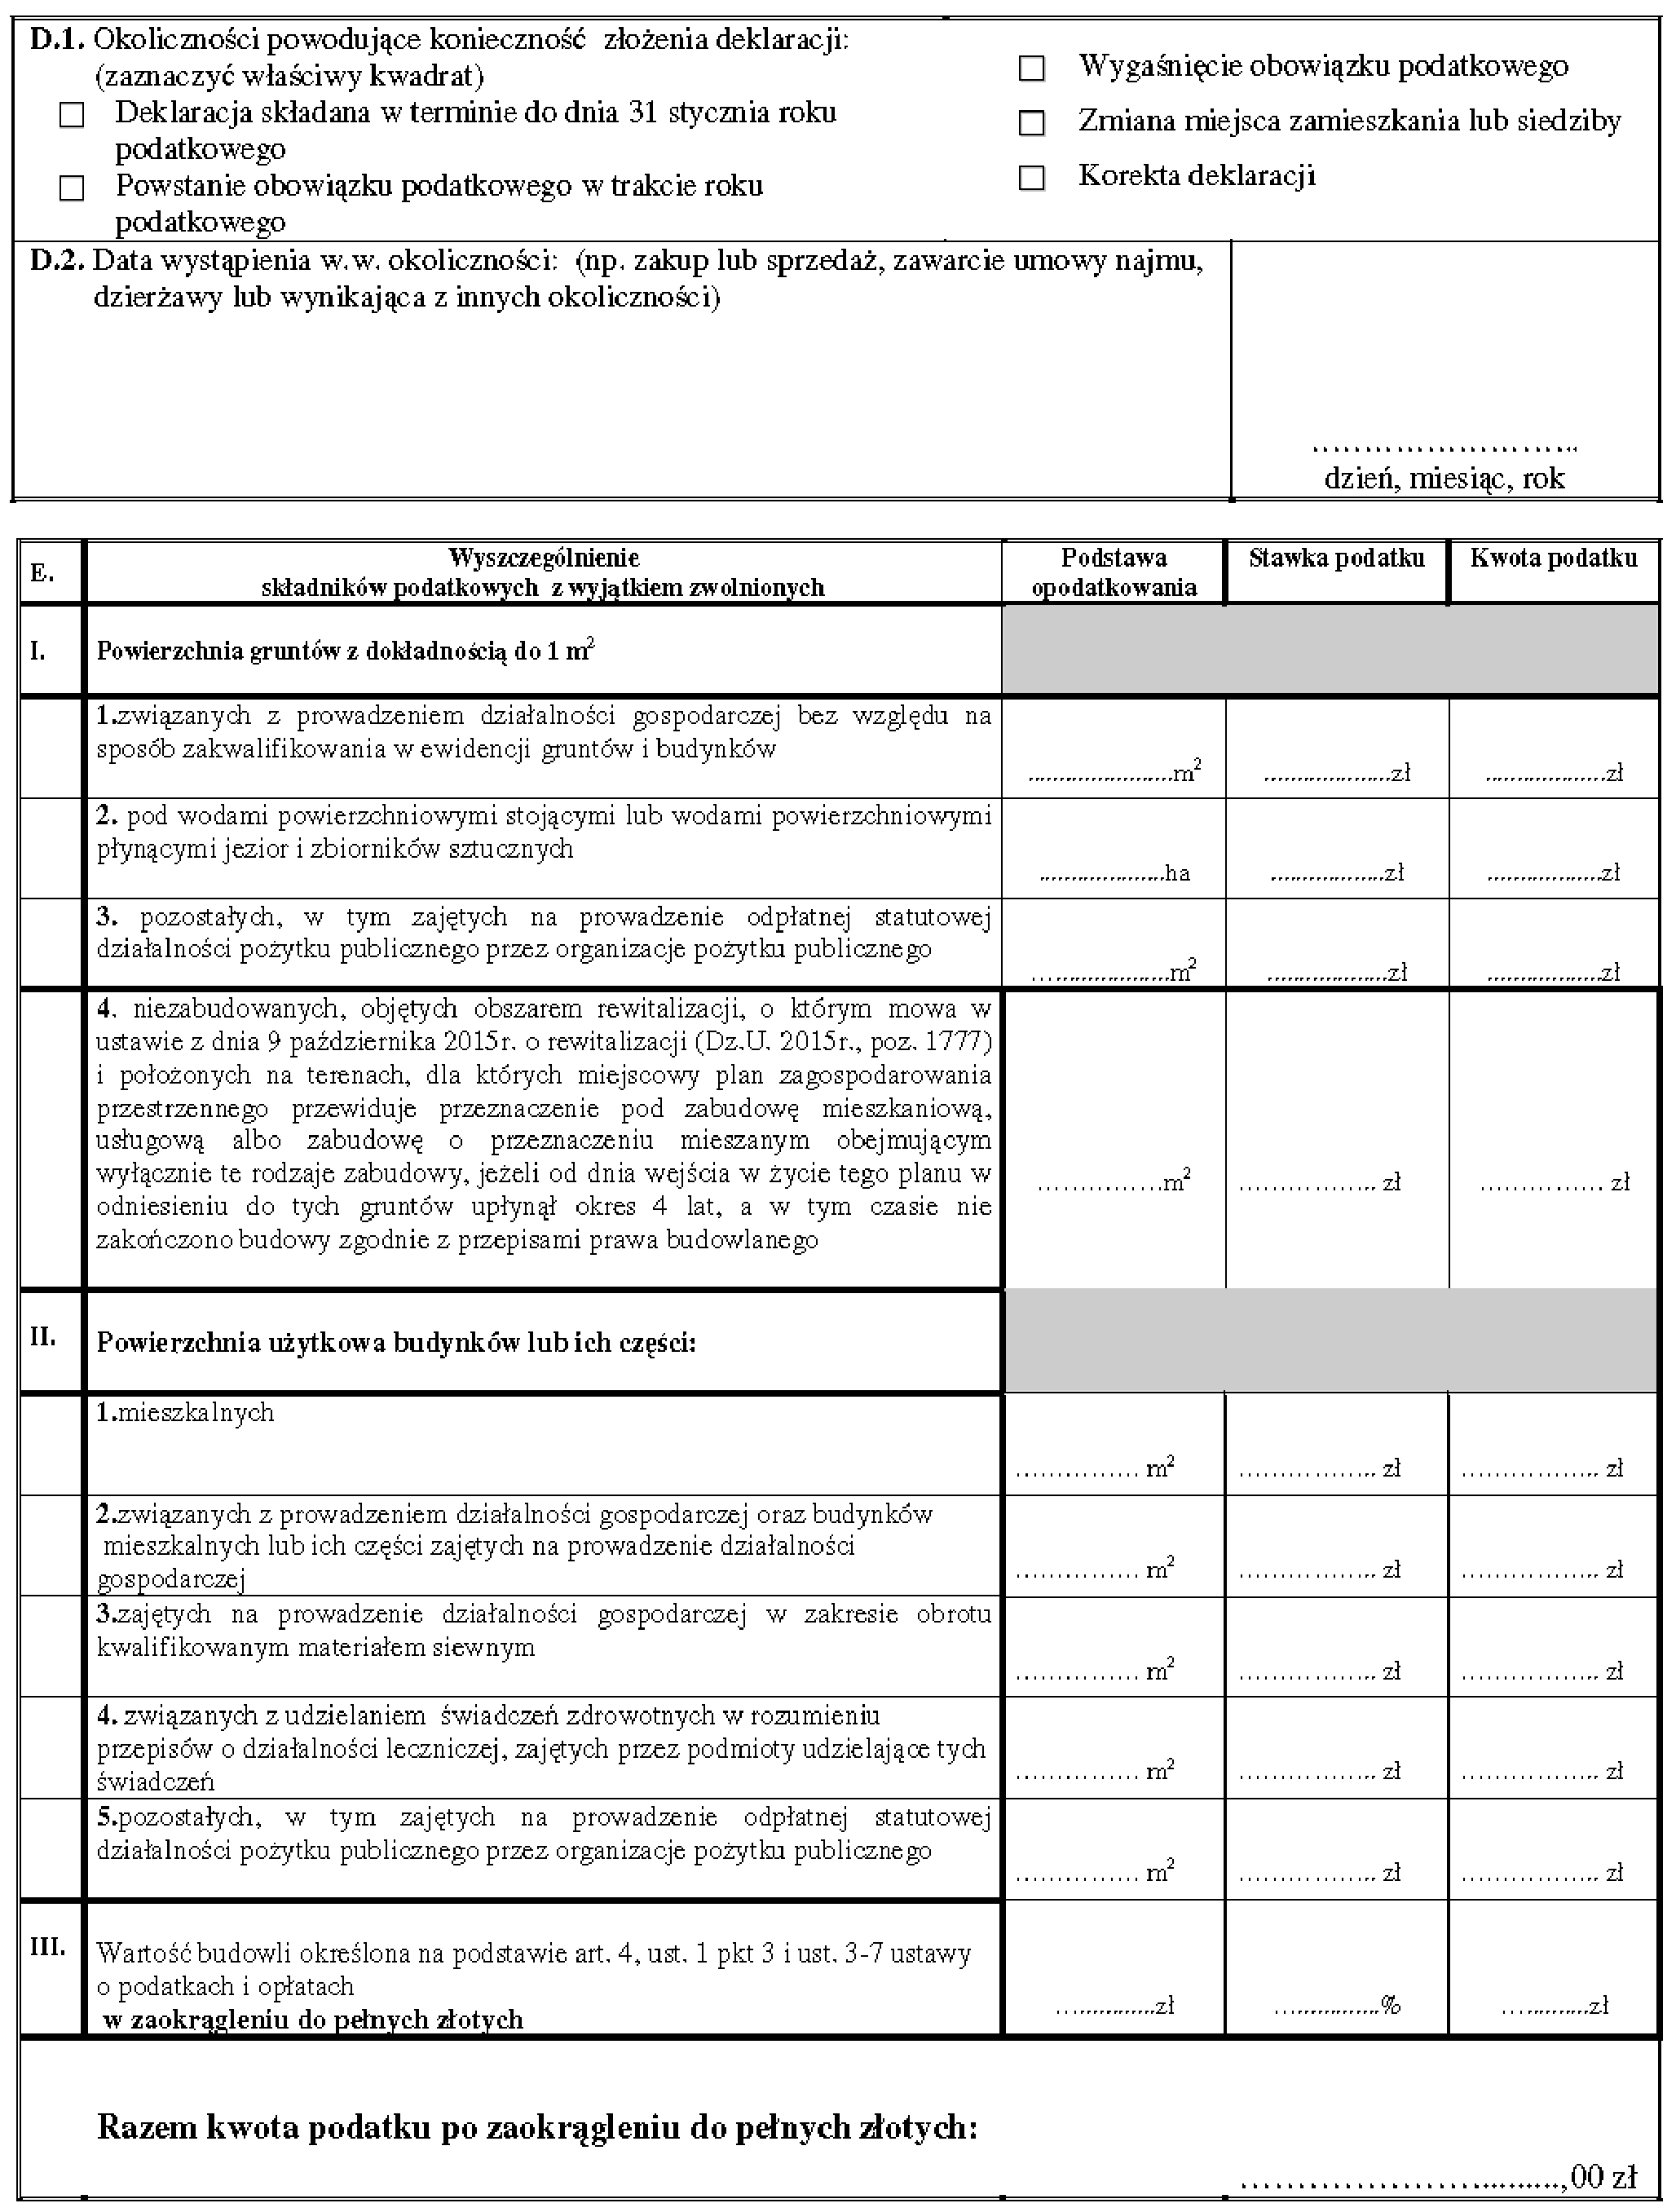 D.1. Okoliczności powodujące konieczność złożenia deklaracji:
(zaznaczyć właściwy kwadrat)
Deklaracja składana w terminie do dnia 31 stycznia roku
podatkowego
Powstanie obowiązku podatkowego w trakcie roku
podatkowego
Wygaśnięcie obowiązku podatkowego
Zmiana miejsca zamieszkania lub siedziby
Korekta deklaracji
D.2. Data wystąpienia w.w. okoliczności: (np. zakup lub sprzedaż, zawarcie umowy najmu,
dzierżawy lub wynikająca z innych okoliczności)
............................
dzień, miesiąc, rok
E.
Wyszczególnienie
składników podatkowych z wyjątkiem zwolnionych
Podstawa
opodatkowania
Stawka podatku
Kwota podatku
I.
Powierzchnia gruntów z dokładnością do 1 m²
1.związanych z prowadzeniem działalności gospodarczej bez względu na
sposób zakwalifikowania w ewidencji gruntów i budynków
.......................m² ....................zł ...................zł
2. pod wodami powierzchniowymi stojącymi lub wodami powierzchniowymi
płynącymi jezior i zbiorników sztucznych
....................ha ..................zł ..................zł
3. pozostałych, w tym zajętych na prowadzenie odpłatnej statutowej
działalności pożytku publicznego przez organizacje pożytku publicznego
......................m² ...................zł ..................zł
4. niezabudowanych, objętych obszarem rewitalizacji, o którym mowa w
ustawie z dnia 9 października 2015r. o rewitalizacji (Dz.U. 2015r., poz. 1777)
i położonych na terenach, dla których miejscowy plan zagospodarowania
przestrzennego przewiduje przeznaczenie pod zabudowę mieszkaniową,
usługową albo zabudowę o przeznaczeniu mieszanym obejmującym
wyłącznie te rodzaje zabudowy, jeżeli od dnia wejścia w życie tego planu w
odniesieniu do tych gruntów upłynął okres 4 lat, a w tym czasie nie
zakończono budowy zgodnie z przepisami prawa budowlanego
...............m² ................. zł ............... zł
II.
Powierzchnia użytkowa budynków lub ich części:
1.mieszkalnych
............... m² ................. zł ................. zł
2.związanych z prowadzeniem działalności gospodarczej oraz budynków
mieszkalnych lub ich części zajętych na prowadzenie działalności
gospodarczej
............... m² ................. zł ................. zł
3.zajętych na prowadzenie działalności gospodarczej w zakresie obrotu
kwalifikowanym materiałem siewnym
............... m² ................. zł ................. zł
4. związanych z udzielaniem świadczeń zdrowotnych w rozumieniu
przepisów o działalności leczniczej, zajętych przez podmioty udzielające tych
świadczeń
............... m² ................. zł ................. zł
5.pozostałych, w tym zajętych na prowadzenie odpłatnej statutowej
działalności pożytku publicznego przez organizacje pożytku publicznego
............... m² ................. zł ................. zł
III.
Wartość budowli określona na podstawie art. 4, ust. 1 pkt 3 i ust. 3-7 ustawy
o podatkach i opłatach
w zaokrągleniu do pełnych złotych
...............zł ................% .............zł
Razem kwota podatku po zaokrągleniu do pełnych złotych:
..............................,00 zł